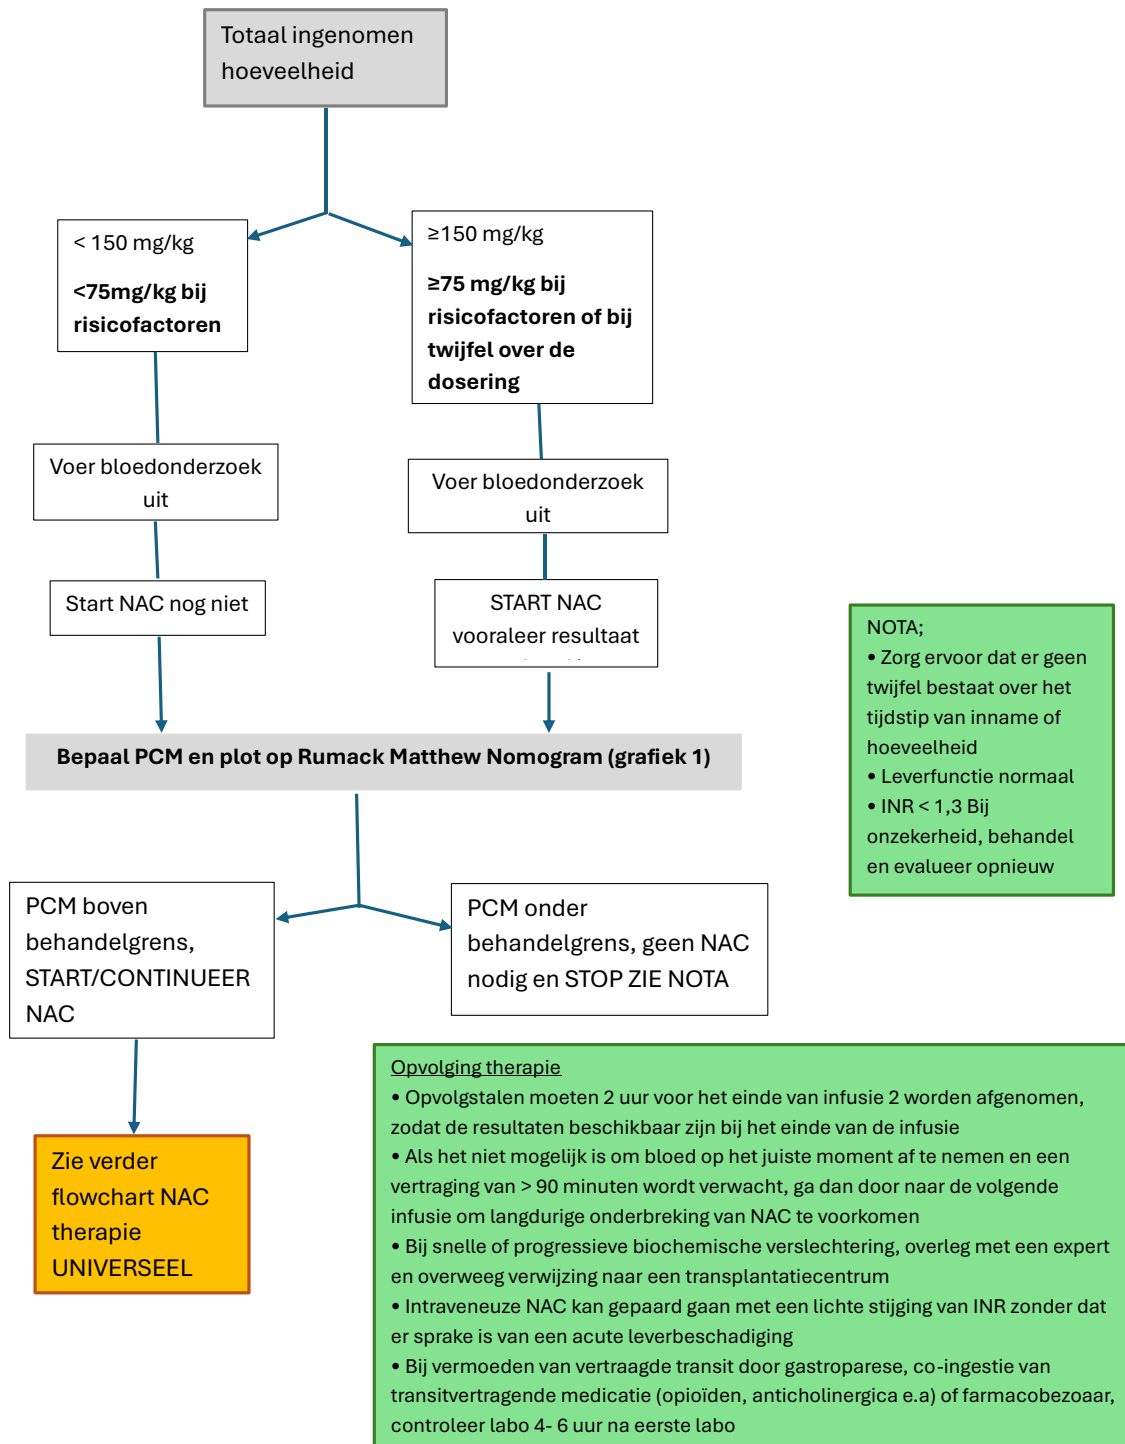 Totaal ingenomen
hoeveelheid
< 150 mg/kg
<75mg/kg bij
risicofactoren
≥150 mg/kg
≥75 mg/kg bij
risicofactoren of bij
twijfel over de
dosering
Voer bloedonderzoek
uit
Voer bloedonderzoek
uit
Start NAC nog niet
START NAC
vooraleer resultaat
NOTA;
• Zorg ervoor dat er geen
twijfel bestaat over het
tijdstip van inname of
hoeveelheid
• Leverfunctie normaal
• INR < 1,3 Bij
onzekerheid, behandel
en evalueer opnieuw
Bepaal PCM en plot op Rumack Matthew Nomogram (grafiek 1)
PCM boven
behandelgrens,
START/CONTINUEER
NAC
PCM onder
behandelgrens, geen NAC
nodig en STOP ZIE NOTA
Zie verder
flowchart NAC
therapie
UNIVERSEEL
Opvolging therapie
• Opvolgstalen moeten 2 uur voor het einde van infusie 2 worden afgenomen,
zodat de resultaten beschikbaar zijn bij het einde van de infusie
• Als het niet mogelijk is om bloed op het juiste moment af te nemen en een
vertraging van > 90 minuten wordt verwacht, ga dan door naar de volgende
infusie om langdurige onderbreking van NAC te voorkomen
• Bij snelle of progressieve biochemische verslechtering, overleg met een expert
en overweeg verwijzing naar een transplantatiecentrum
• Intraveneuze NAC kan gepaard gaan met een lichte stijging van INR zonder dat
er sprake is van een acute leverbeschadiging
• Bij vermoeden van vertraagde transit door gastroparese, co-ingestie van
transitvertragende medicatie (opioïden, anticholinergica e.a) of farmacobezoaar,
controleer labo 4- 6 uur na eerste labo